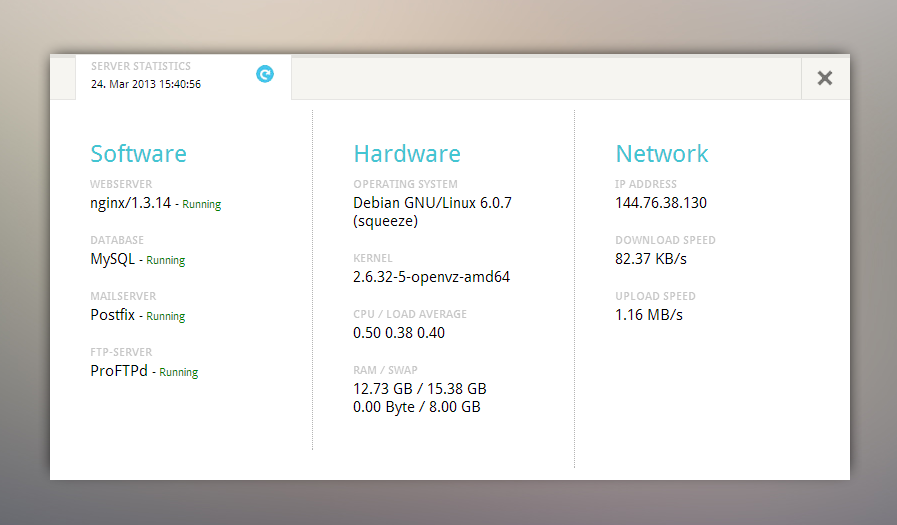 SERVER STATISTICS
24. Mar 2013 15:40:56
Software
WEBSERVER
nginx/1.3.14 - Running
DATABASE
MySQL - Running
MAILSERVER
Postfix - Running
FTP-SERVER
ProFTPd - Running
Hardware
OPERATING SYSTEM
Debian GNU/Linux 6.0.7
(squeeze)
KERNEL
2.6.32-5-openvz-amd64
CPU / LOAD AVERAGE
0.50 0.38 0.40
RAM / SWAP
12.73 GB / 15.38 GB
0.00 Byte / 8.00 GB
Network
IP ADDRESS
144.76.38.130
DOWNLOAD SPEED
82.37 KB/s
UPLOAD SPEED
1.16 MB/s